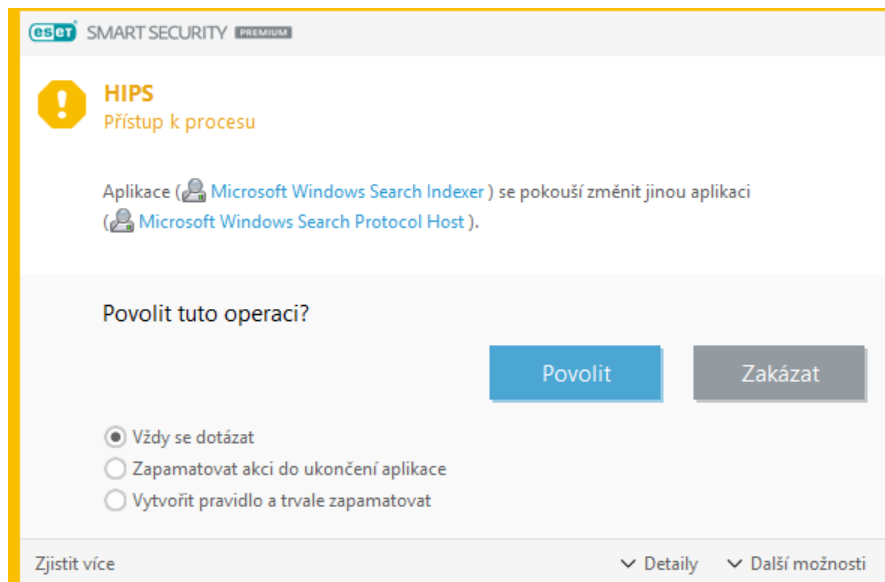 eset SMART SECURITY PREMIUM
HIPS
Přístup k procesu
Aplikace ( Microsoft Windows Search Indexer ) se pokouší změnit jinou aplikaci
( Microsoft Windows Search Protocol Host ).
Povolit tuto operaci?
Povolit Zakázat
Vždy se dotázat
Zapamatovat akci do ukončení aplikace
Vytvořit pravidlo a trvale zapamatovat
Zjistit více Detaily Další možnosti